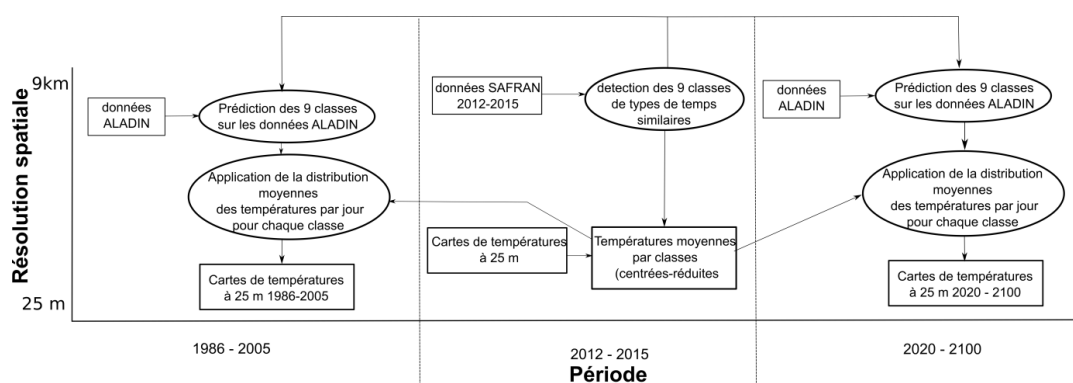 Résolution spatiale
9km
25 m
données
ALADIN
Prédiction des 9 classes
sur les données ALADIN
Application de la distribution
moyennes
des températures par jour
pour chaque classe
Cartes de températures
à 25 m 1986-2005
données SAFRAN
2012-2015
detection des 9 classes
de types de temps
similaires
Cartes de températures
à 25 m
Températures moyennes
par classes
(centrées-réduites
données
ALADIN
Prédiction des 9 classes
sur les données ALADIN
Application de la distribution
moyennes
des températures par jour
pour chaque classe
Cartes de températures
à 25 m 2020 - 2100
1986 - 2005
2012 - 2015
2020 - 2100
Période